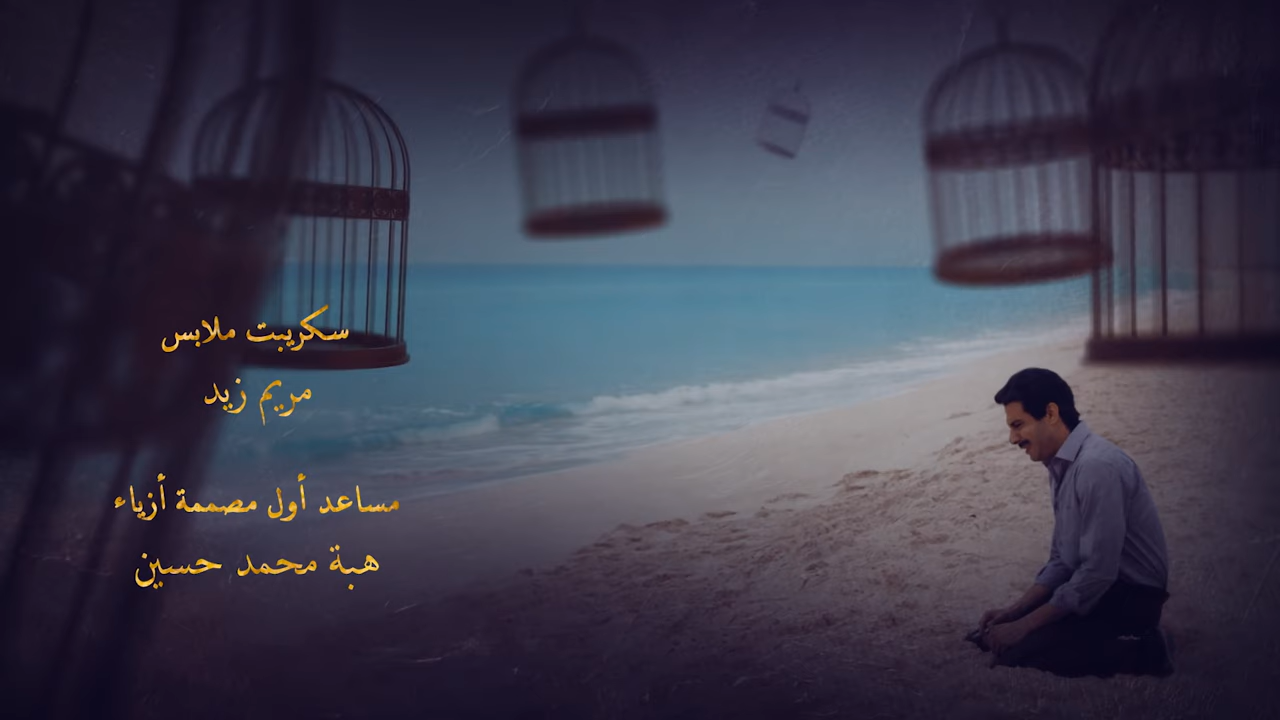 سكريبت ملابس
مريم زيد
مساعد أول مصممة أزياء
هبة محمد حسين